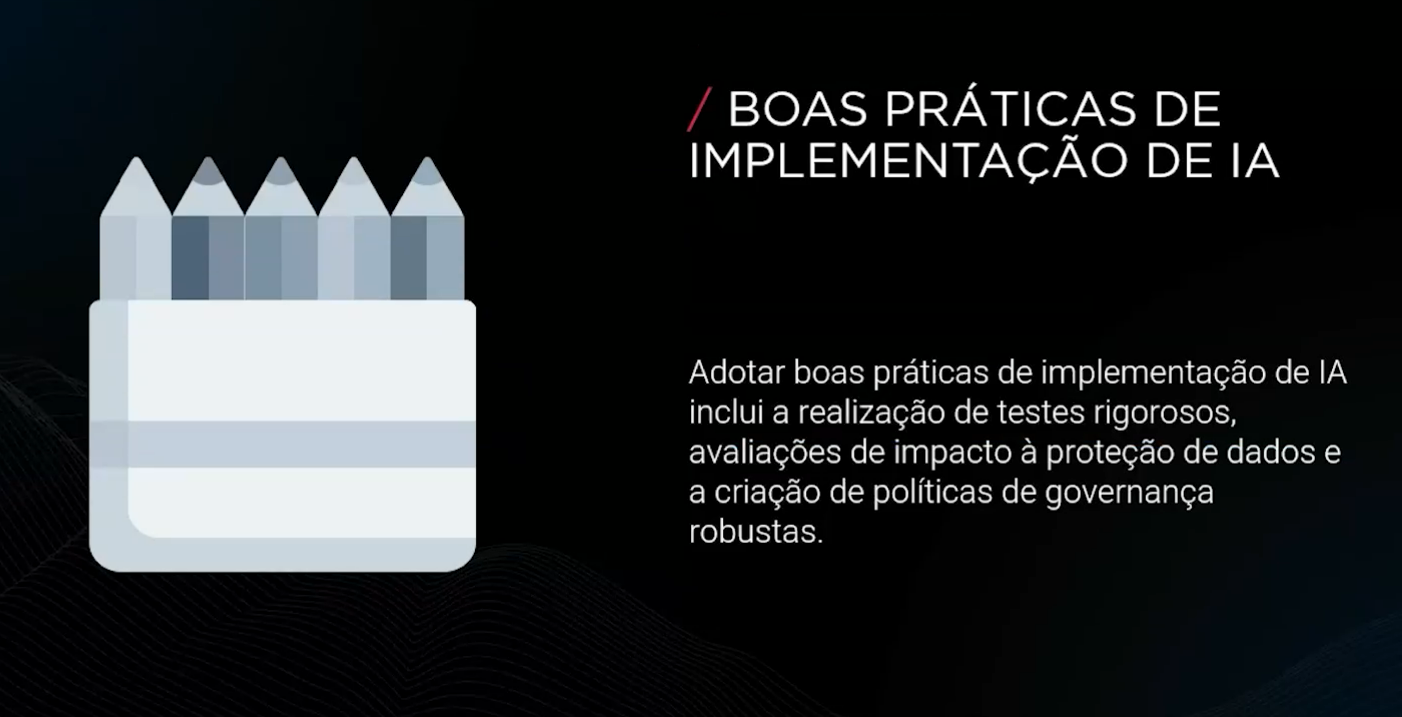 / BOAS PRÁTICAS DE
IMPLEMENTAÇÃO DE IA
Adotar boas práticas de implementação de IA
inclui a realização de testes rigorosos,
avaliações de impacto à proteção de dados e
a criação de políticas de governança
robustas.